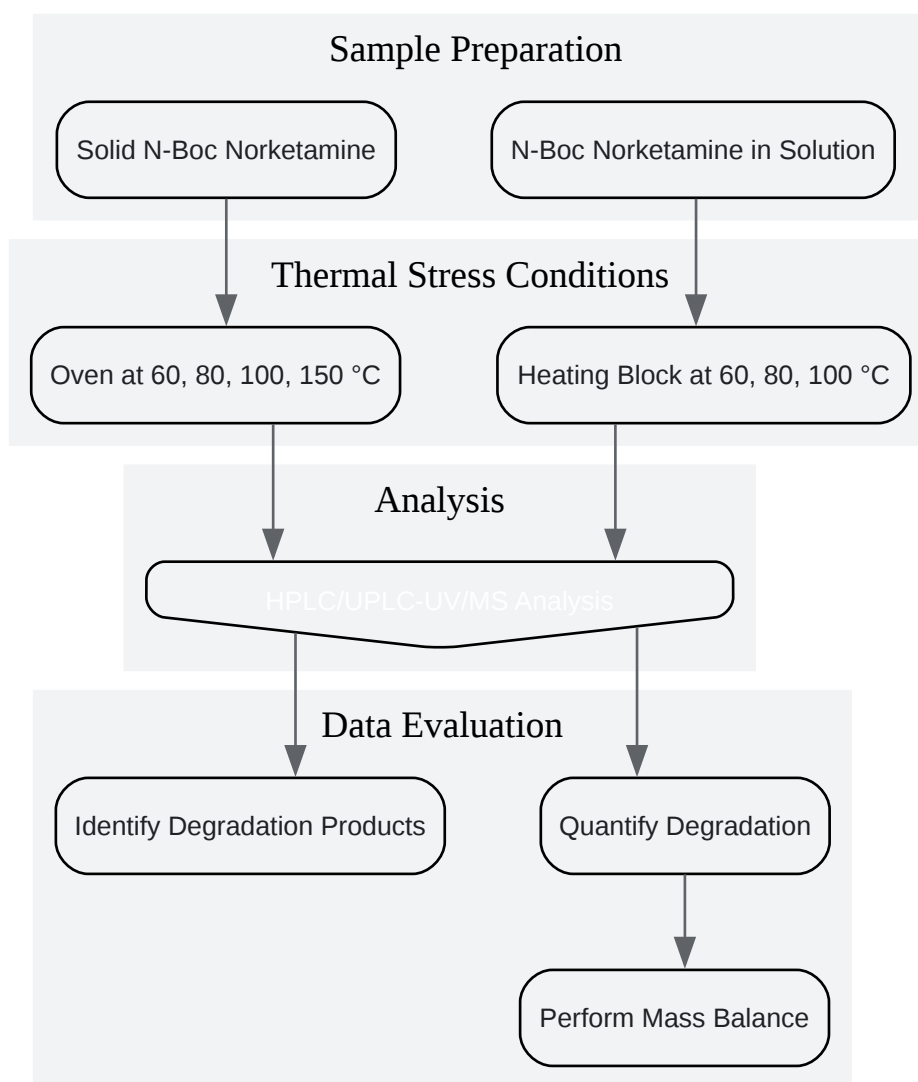 Sample Preparation
Solid N-Boc Norketamine
N-Boc Norketamine in Solution
Thermal Stress Conditions
Oven at 60, 80, 100, 150 °C
Heating Block at 60, 80, 100 °C
Analysis
HPLC/UPLC-UV/MS Analysis
Data Evaluation
Identify Degradation Products
Quantify Degradation
Perform Mass Balance